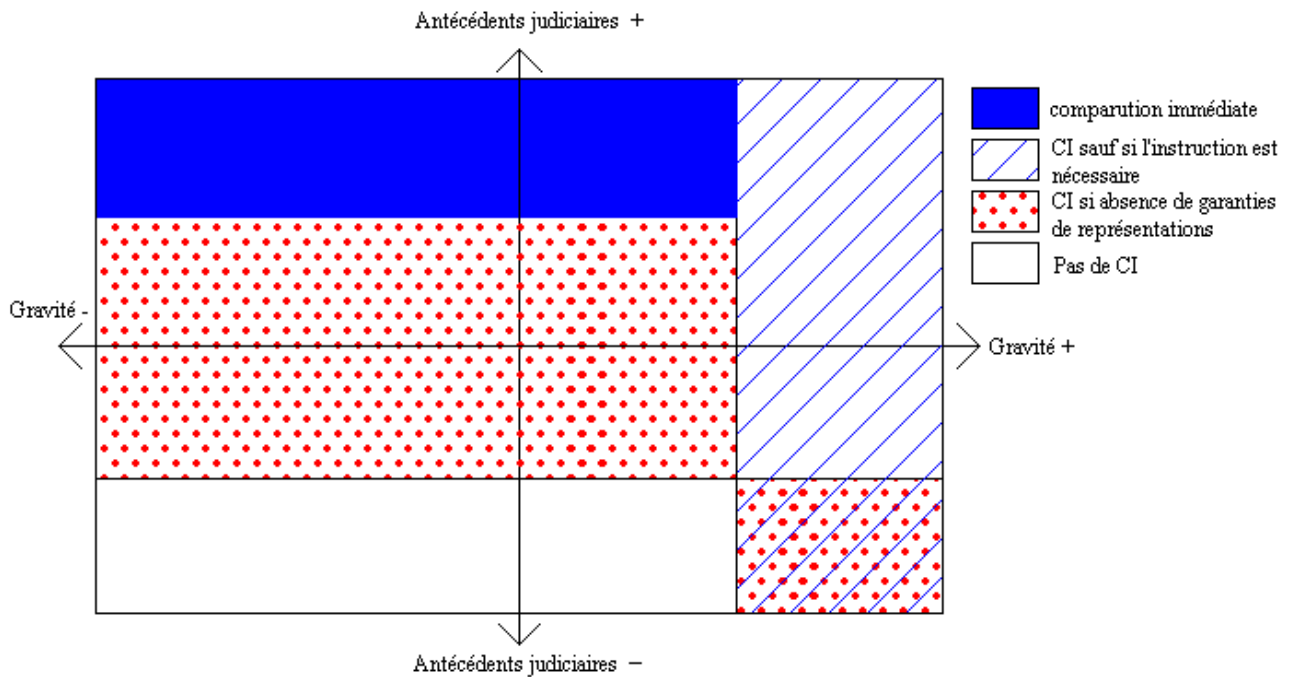 Antécédents judiciaires +
comparution immédiate
CI sauf si l'instruction est
nécessaire
CI si absence de garanties
de représentations
Pas de CI
Gravité -
Gravité +
Antécédents judiciaires −